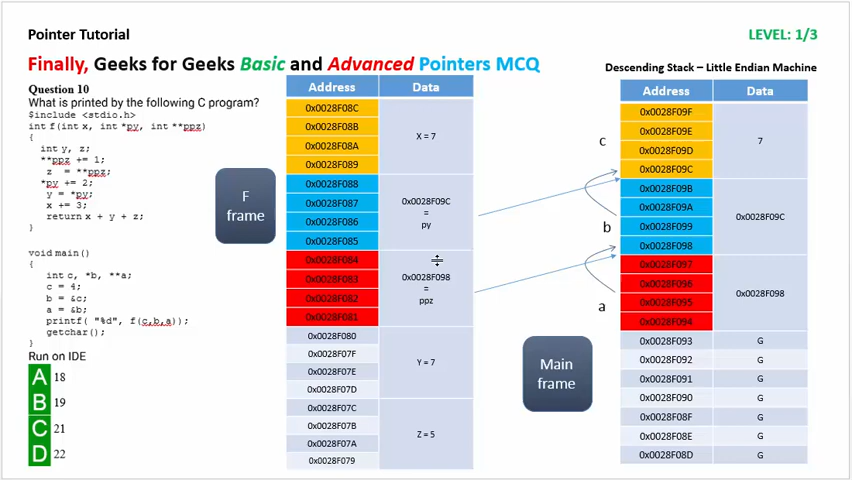 Pointer Tutorial
LEVEL: 1/3
Finally, Geeks for Geeks Basic and Advanced Pointers MCQ
Descending Stack – Little Endian Machine
Question 10
What is printed by the following C program?
$include <stdio.h>
int f(int x, int *py, int **ppz)
{
int y, z;
**ppz += 1;
z = **ppz;
*py += 2;
y = *py;
x += 3;
return x + y + z;
}
void main()
{
int c, *b, **a;
c = 4;
b = &c;
a = &b;
printf( "%d", f(c,b,a));
getchar();
}
Run on IDE
A 18
B 19
C 21
D 22
F
frame
Address Data
0x0028F08C
0x0028F08B
X = 7
0x0028F08A
0x0028F089
0x0028F088
0x0028F087
0x0028F09C
=
py
0x0028F086
0x0028F085
0x0028F084
0x0028F083
0x0028F098
=
ppz
0x0028F082
0x0028F081
0x0028F080
0x0028F07F
Y = 7
0x0028F07E
0x0028F07D
0x0028F07C
0x0028F07B
Z = 5
0x0028F07A
0x0028F079
Main
frame
c
b
a
Address Data
0x0028F09F
0x0028F09E
7
0x0028F09D
0x0028F09C
0x0028F09B
0x0028F09A
0x0028F09C
0x0028F099
0x0028F098
0x0028F097
0x0028F096
0x0028F098
0x0028F095
0x0028F094
0x0028F093 G
0x0028F092 G
0x0028F091 G
0x0028F090 G
0x0028F08F G
0x0028F08E G
0x0028F08D G